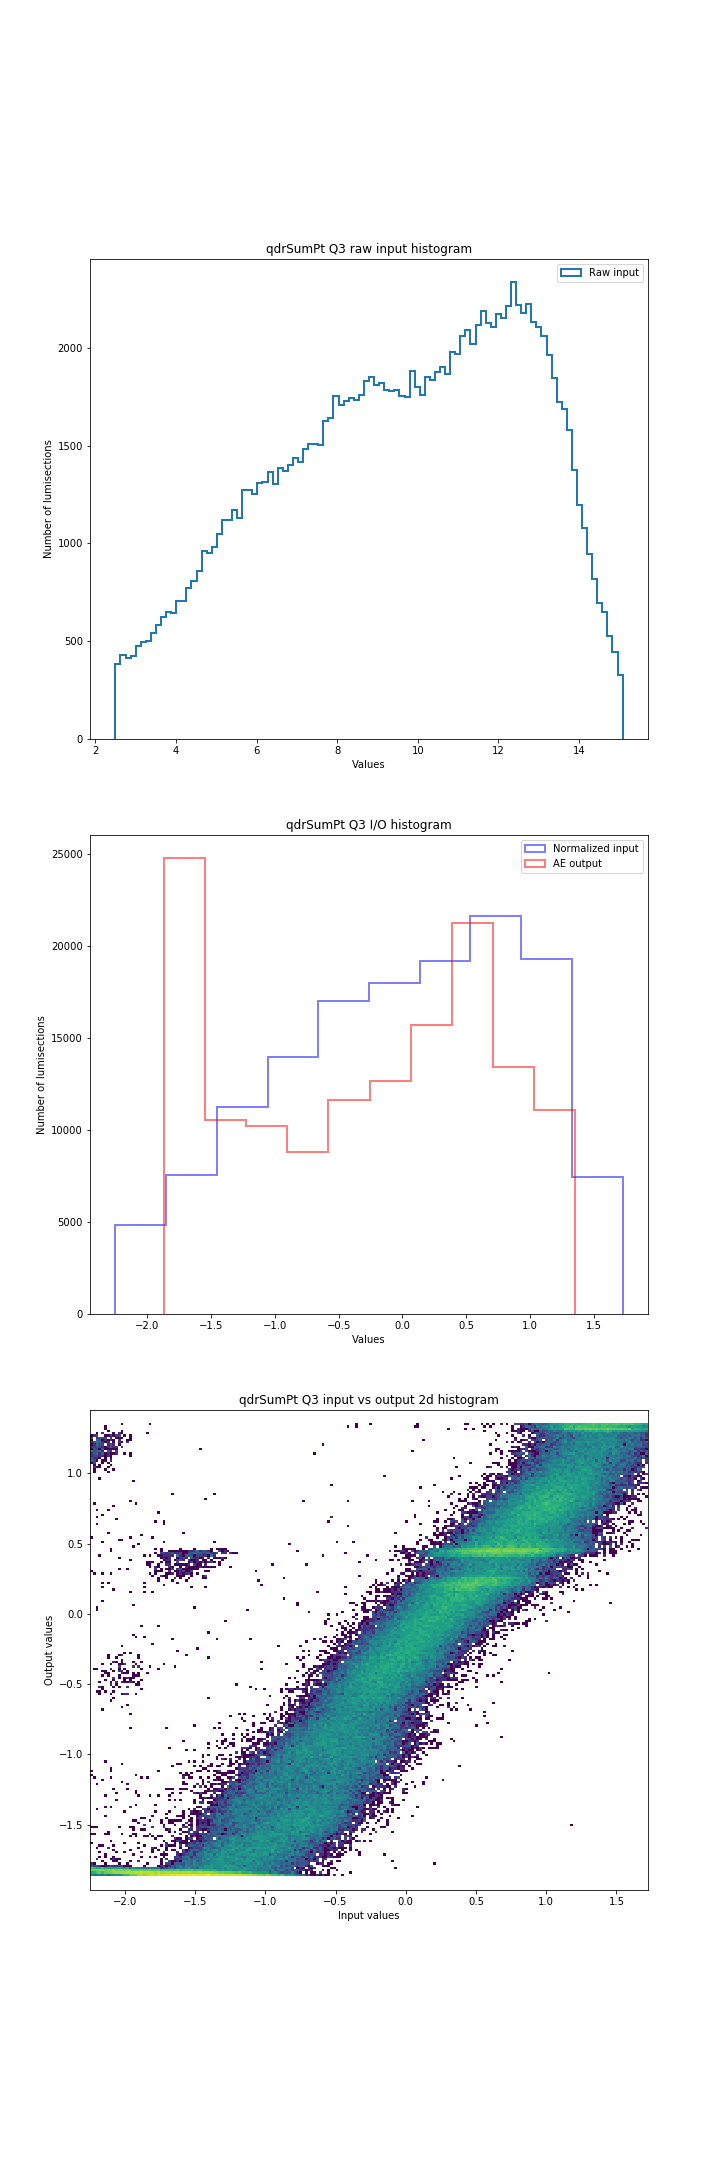 qdrSumPt Q3 raw input histogram
Raw input
2000
1500
1000
500
0
Number of lumisections
2 4 6 8 10 12 14
Values
qdrSumPt Q3 I/O histogram
Normalized input
AE output
25000
20000
15000
10000
5000
0
Number of lumisections
−2.0 −1.5 −1.0 −0.5 0.0 0.5 1.0 1.5
Values
qdrSumPt Q3 input vs output 2d histogram
1.0
0.5
0.0
−0.5
−1.0
−1.5
Output values
−2.0 −1.5 −1.0 −0.5 0.0 0.5 1.0 1.5
Input values